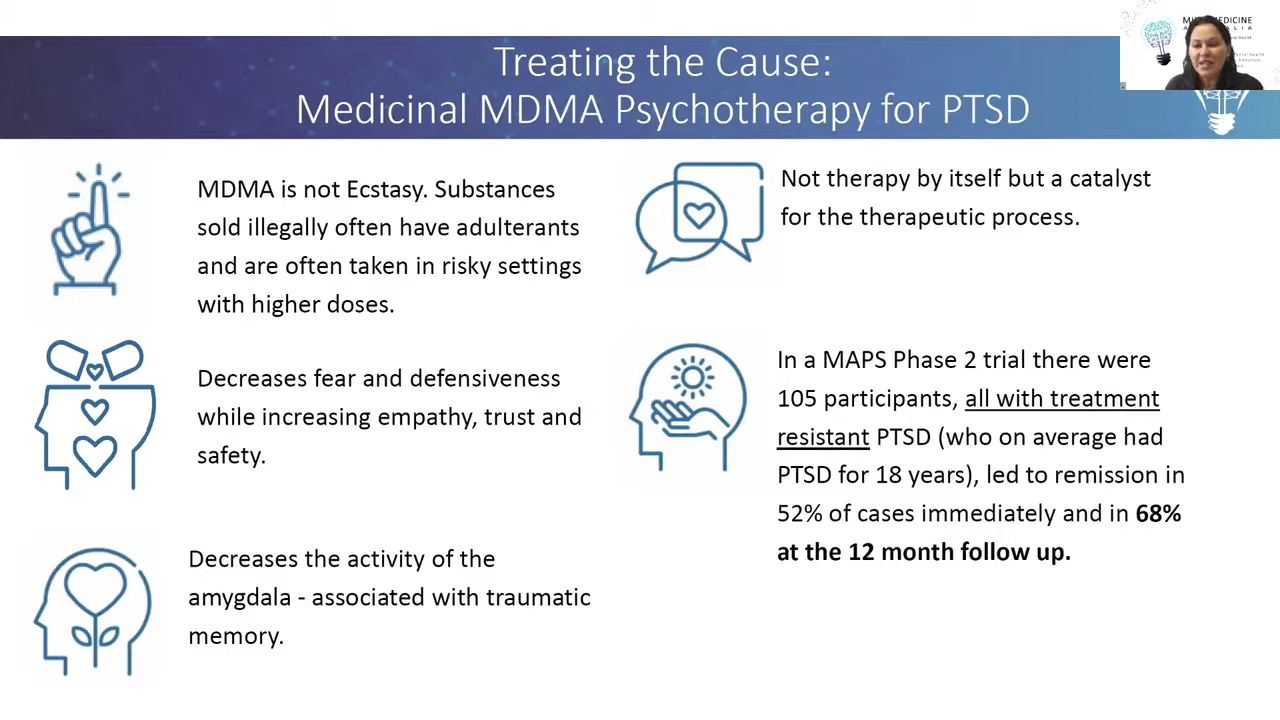 Treating the Cause:
Medicinal MDMA Psychotherapy for PTSD
MDMA is not Ecstasy. Substances
sold illegally often have adulterants
and are often taken in risky settings
with higher doses.
Decreases fear and defensiveness
while increasing empathy, trust and
safety.
Decreases the activity of the
amygdala - associated with traumatic
memory.
Not therapy by itself but a catalyst
for the therapeutic process.
In a MAPS Phase 2 trial there were
105 participants, all with treatment
resistant PTSD (who on average had
PTSD for 18 years), led to remission in
52% of cases immediately and in 68%
at the 12 month follow up.
MEDICINE